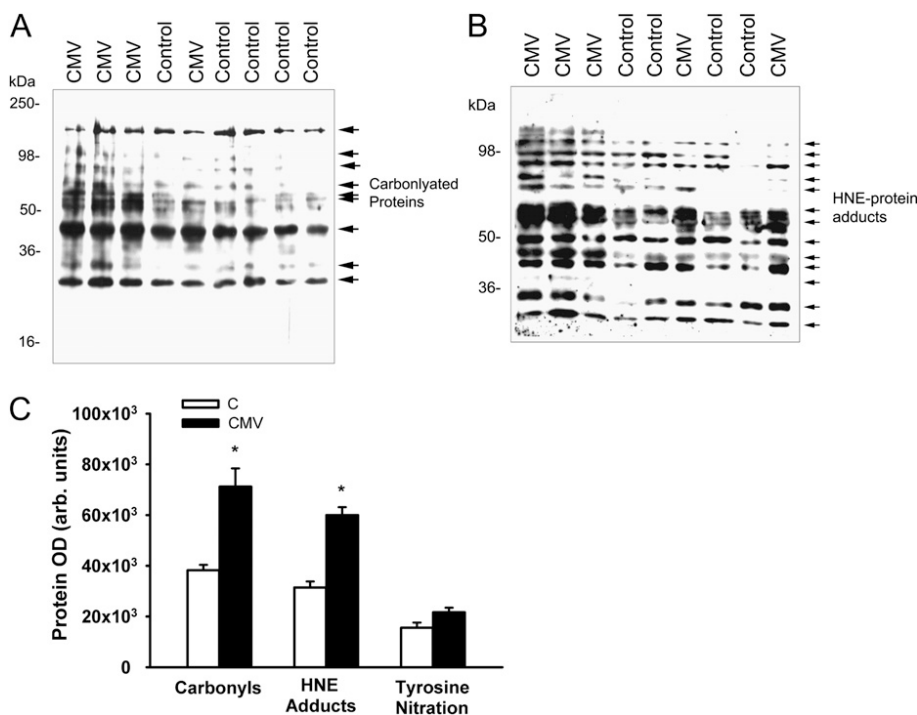 A
CMV CMV CMV Control CMV Control Control Control Control
kDa
250-
98-
50-
36-
16-
Carbonlyated
Proteins
B
CMV CMV CMV Control Control CMV Control Control CMV
kDa
98-
50-
36-
HNE-protein
adducts
C
C
CMV
Protein OD (arb. units)
100x10³
80x10³
60x10³
40x10³
20x10³
0
*
*
Carbonyls
HNE
Adducts
Tyrosine
Nitration